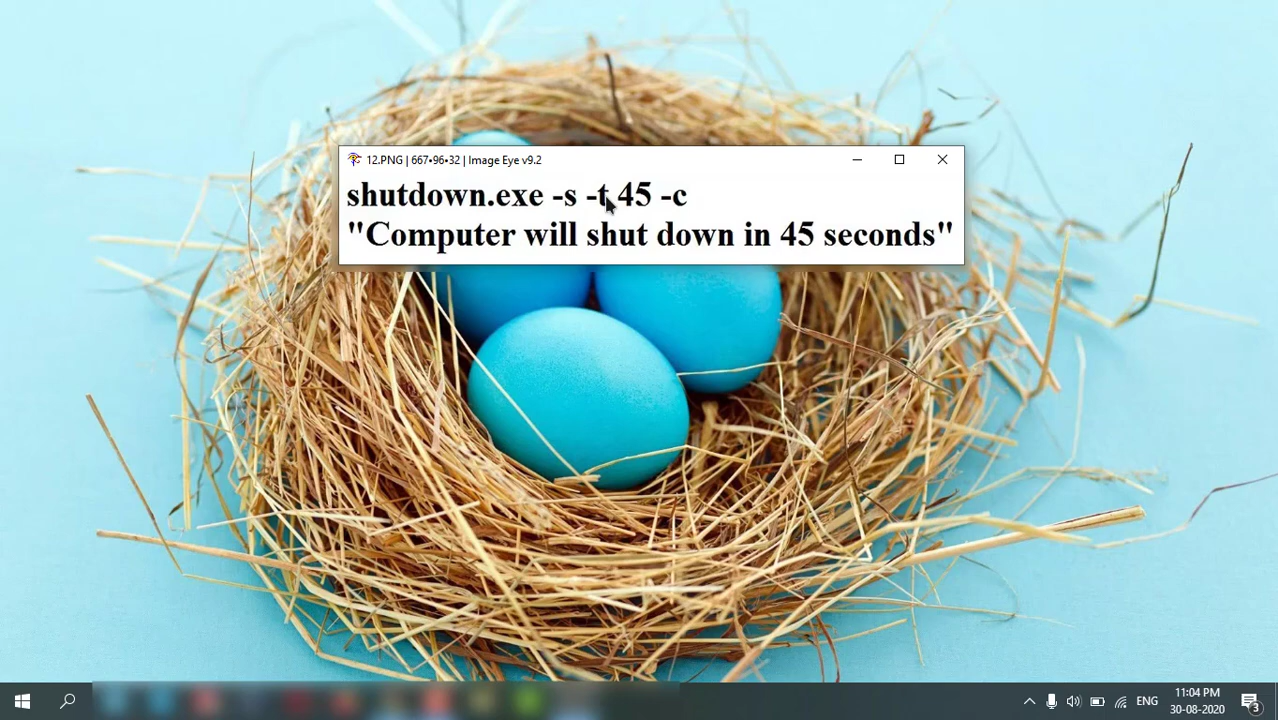 12.PNG | 667•96•32 | Image Eye v9.2
shutdown.exe -s -t 45 -c
"Computer will shut down in 45 seconds"
ENG
11:04 PM
30-08-2020
3